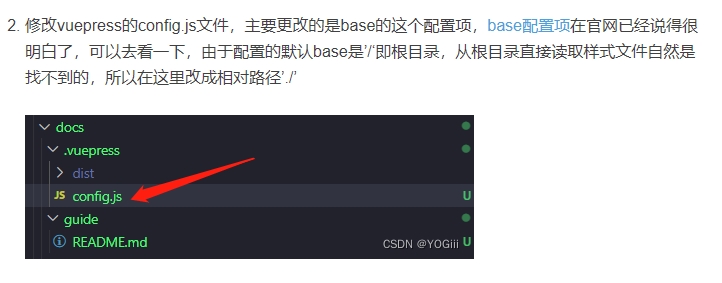 2. 修改vuepress的config.js文件，主要更改的是base的这个配置项，base配置项在官网已经说得很
明白了，可以去看一下，由于配置的默认base是’/‘即根目录，从根目录直接读取样式文件自然是
找不到的，所以在这里改成相对路径’./’
docs
.vuepress
dist
JS config.js U
guide
README.md U
CSDN @YOGiii